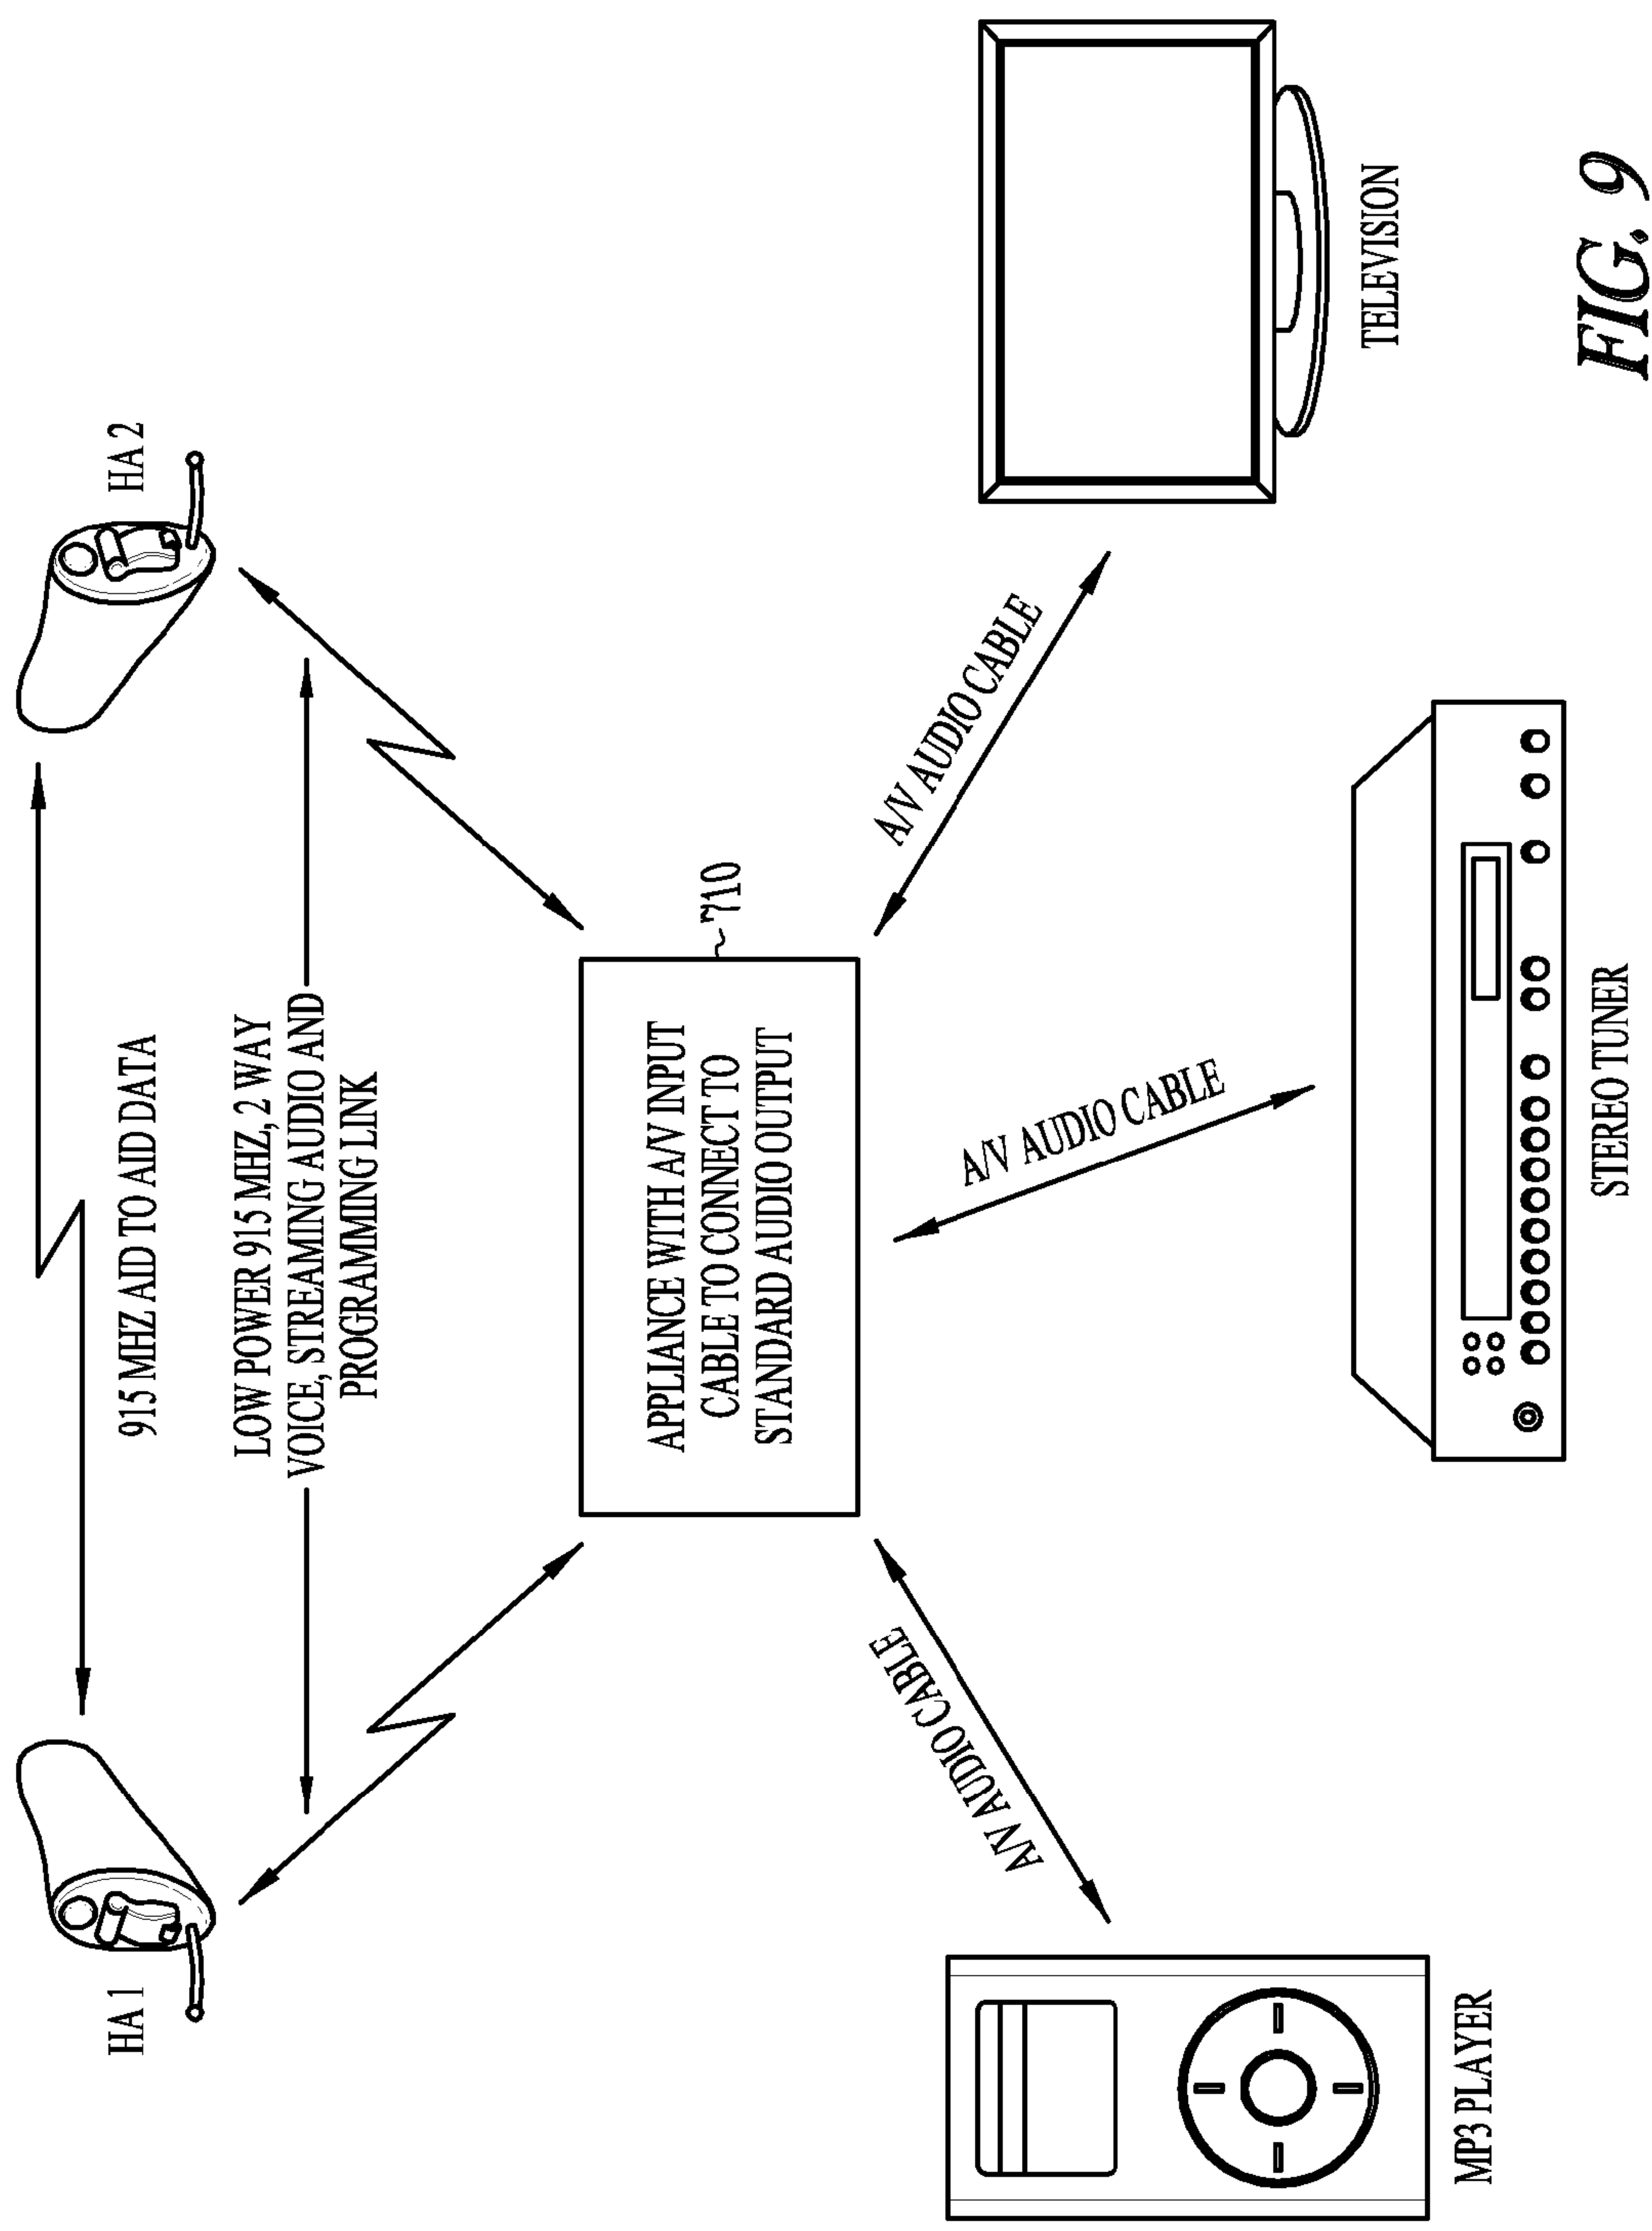 HA 1
HA 2
915 MHZ AID TO AID DATA
LOW POWER 915 MHZ, 2 WAY
VOICE, STREAMING AUDIO AND
PROGRAMMING LINK
APPLIANCE WITH A/V INPUT
CABLE TO CONNECT TO
STANDARD AUDIO OUTPUT
710
A/V AUDIO CABLE
A/V AUDIO CABLE
A/V AUDIO CABLE
MP3 PLAYER
STEREO TUNER
TELEVISION
FIG. 9